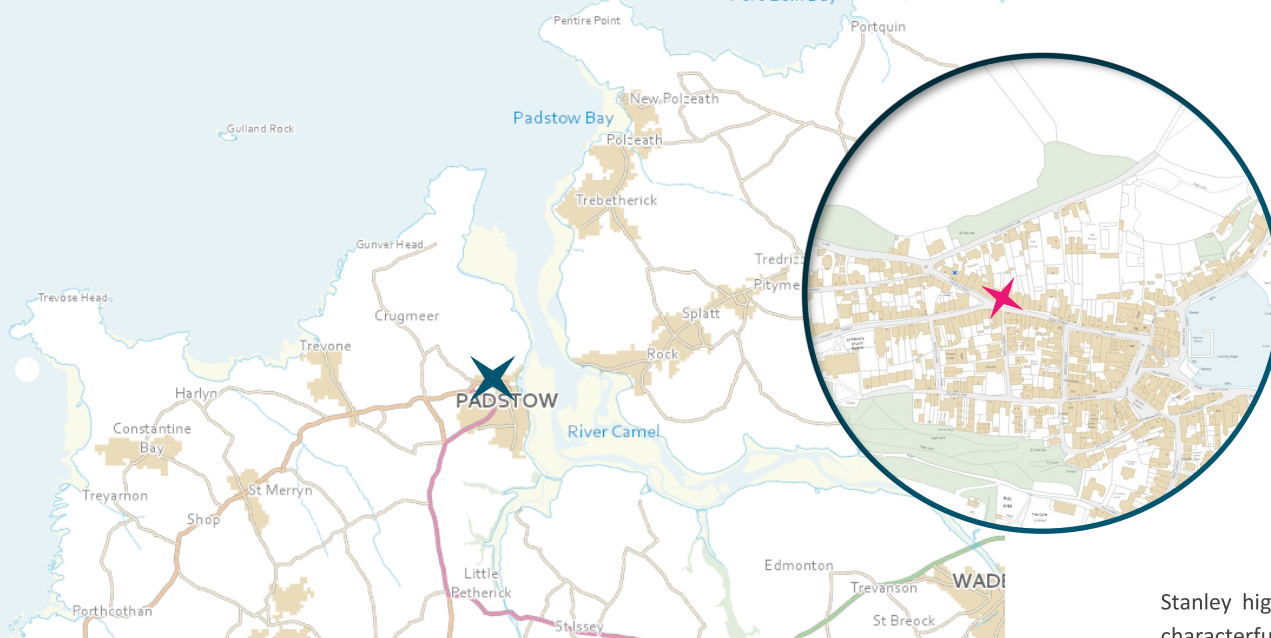 Pentire Point
Portquin
New Polzeath
Padstow Bay
Gulland Rock
Polzeath
Trebetherick
Gunver Head
Tredriz
Pityme
Trevose Head
Crugmeer
Splatt
Trevone
Rock
Harlyn
PADSTOW
Constantine
Bay
River Camel
Treyarnon
St Merryn
Shop
Play
Area
Little
Petherick
Edmonton
Trevanson
WADE
Porthcothan
St Breock
St Issey
Stanley hig
characterfu